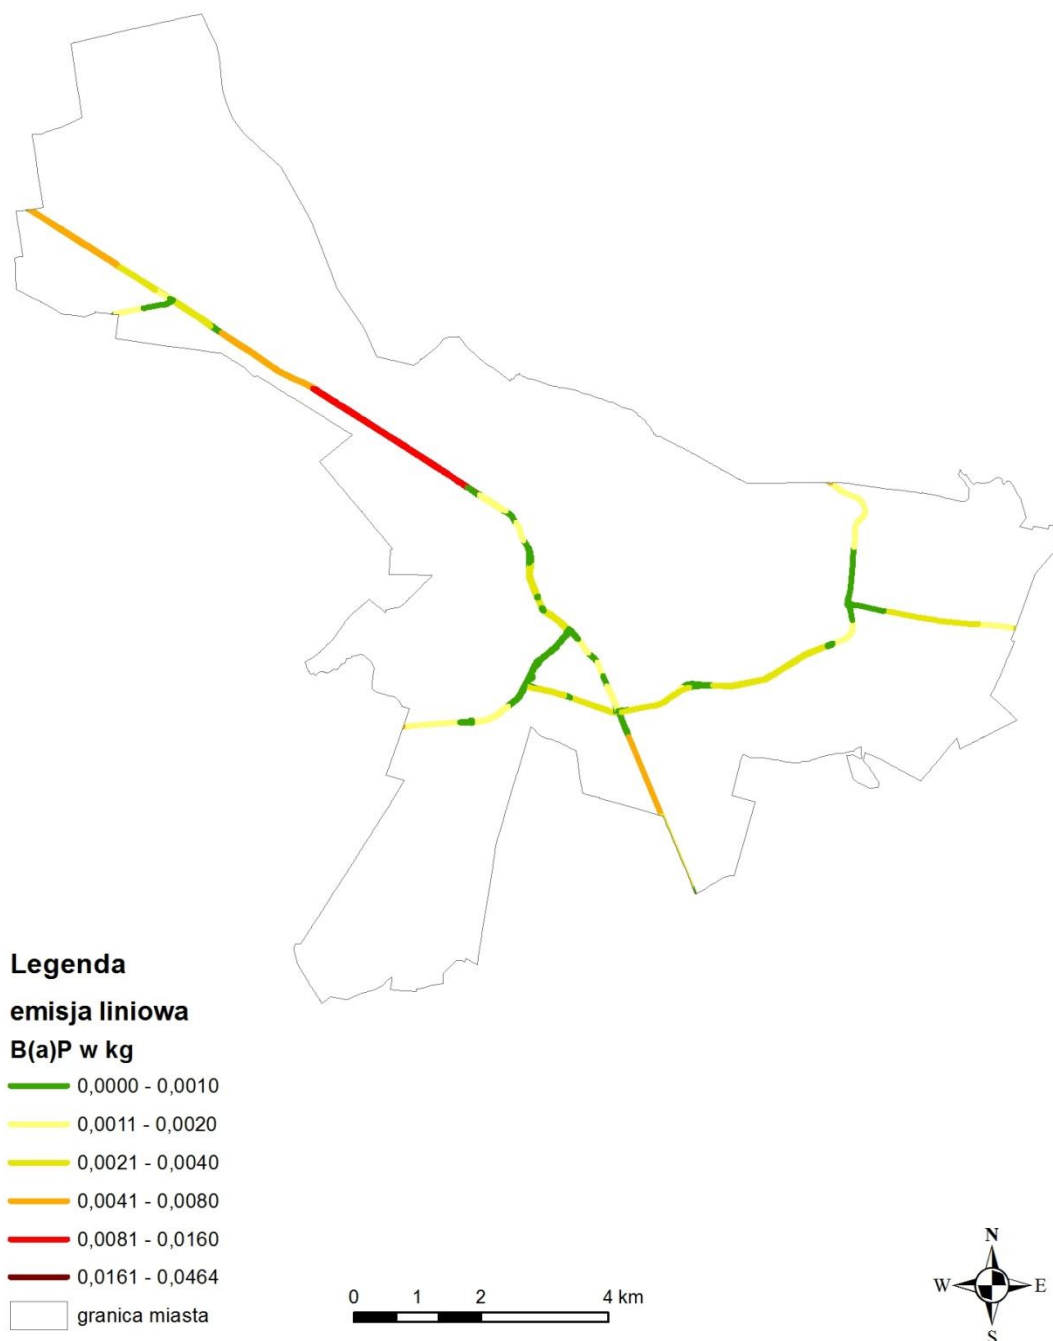 Legenda
emisja liniowa
B(a)P w kg
0,0000 - 0,0010
0,0011 - 0,0020
0,0021 - 0,0040
0,0041 - 0,0080
0,0081 - 0,0160
0,0161 - 0,0464
granica miasta
0 1 2 4 km
N
W E
S